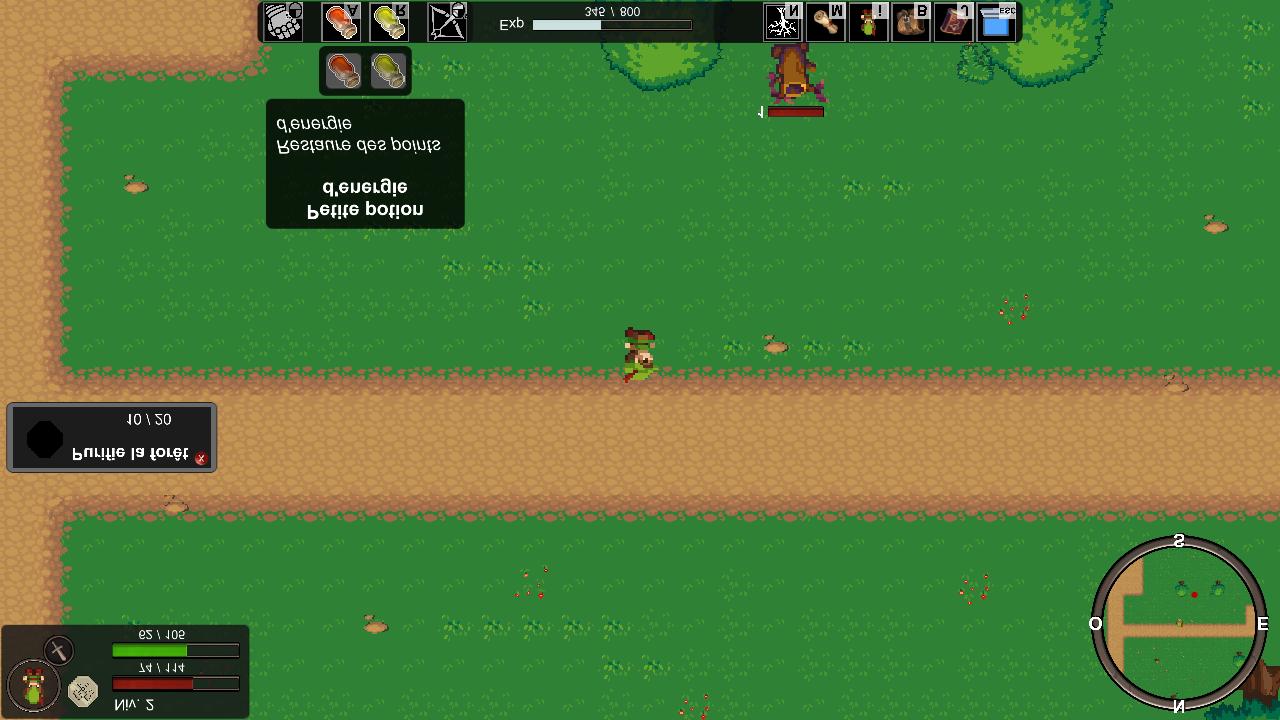 Niv. 2
74 / 114
62 / 105
N
O
E
S
Purifie la forêt
x
10 / 20
Petite potion
d'energie
Restaure des points
d'energie
1
A
R
Exp
345 / 800
N
M
I
B
J
Esc